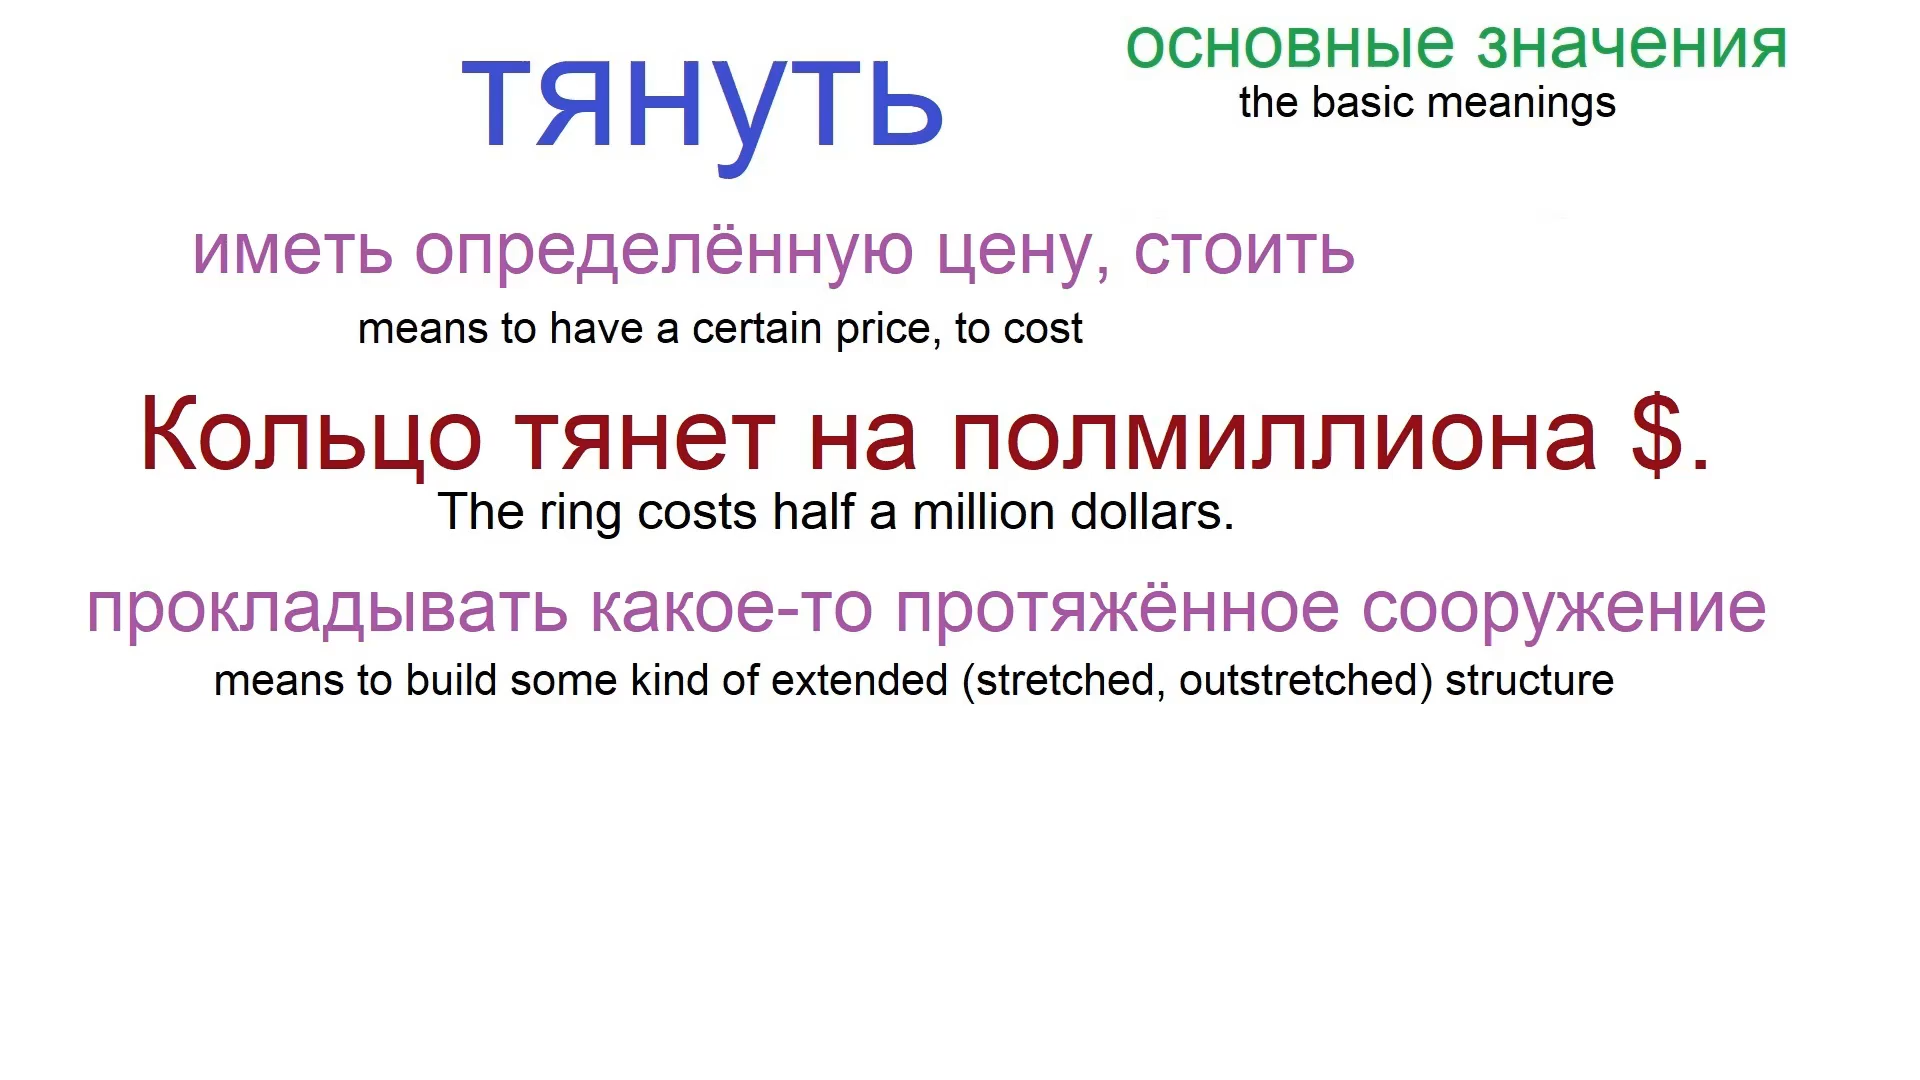 тянуть
основные значения
the basic meanings
иметь определённую цену, стоить
means to have a certain price, to cost
Кольцо тянет на полмиллиона $.
The ring costs half a million dollars.
прокладывать какое-то протяжённое сооружение
means to build some kind of extended (stretched, outstretched) structure